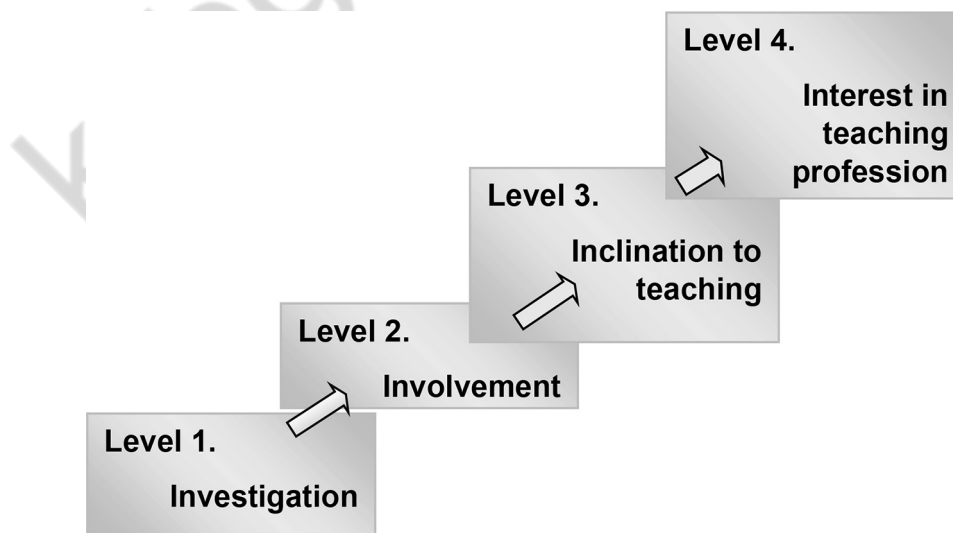 Level 4.
Interest in
teaching
profession
Level 3.
Inclination to
teaching
Level 2.
Involvement
Level 1.
Investigation